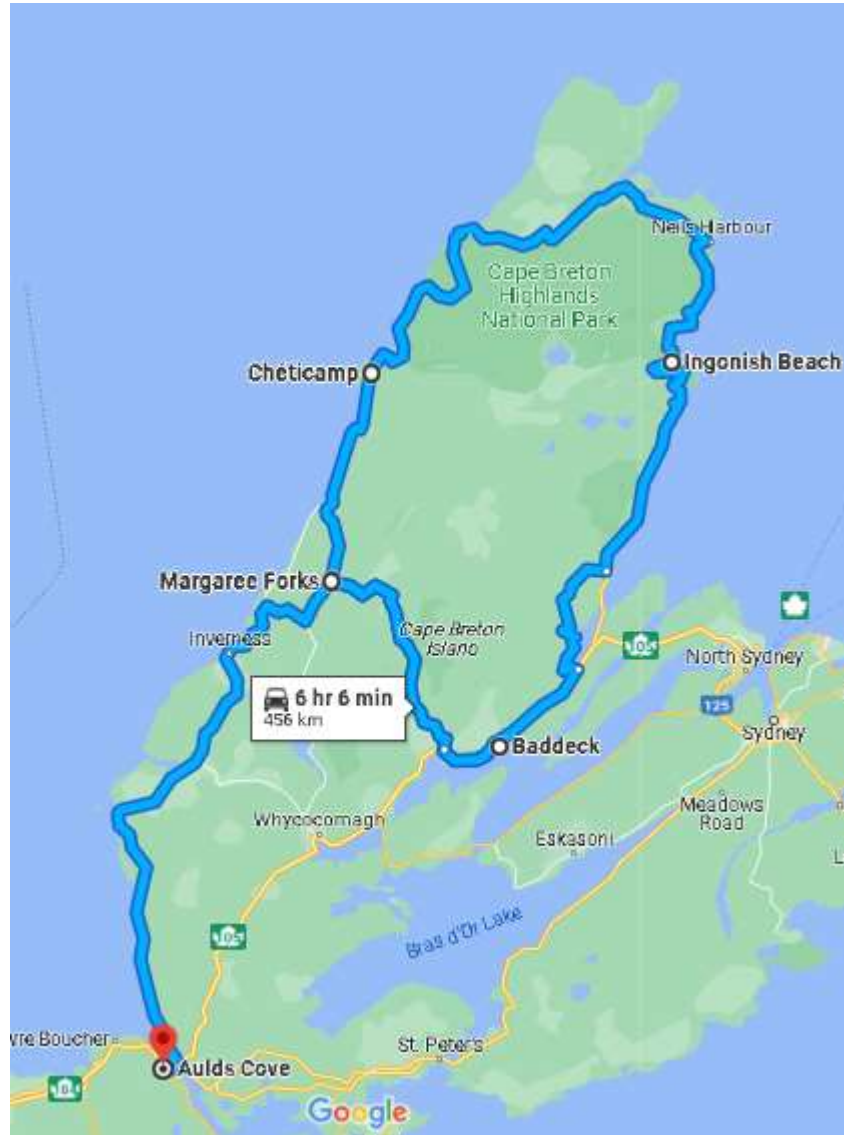 Neils Harbour
Cape Breton
Highlands
National Park
Ingonish Beach
Chéticamp
Margaree Forks
Inverness
Cape Breton
Island
105
North Sydney
6 hr 6 min
456 km
125
Sydney
Baddeck
Meadows
Road
Whycocomagh
Eskasoni
L
Bras d'Or Lake
105
vre Boucher
St. Peter's
Aulds Cove
Google